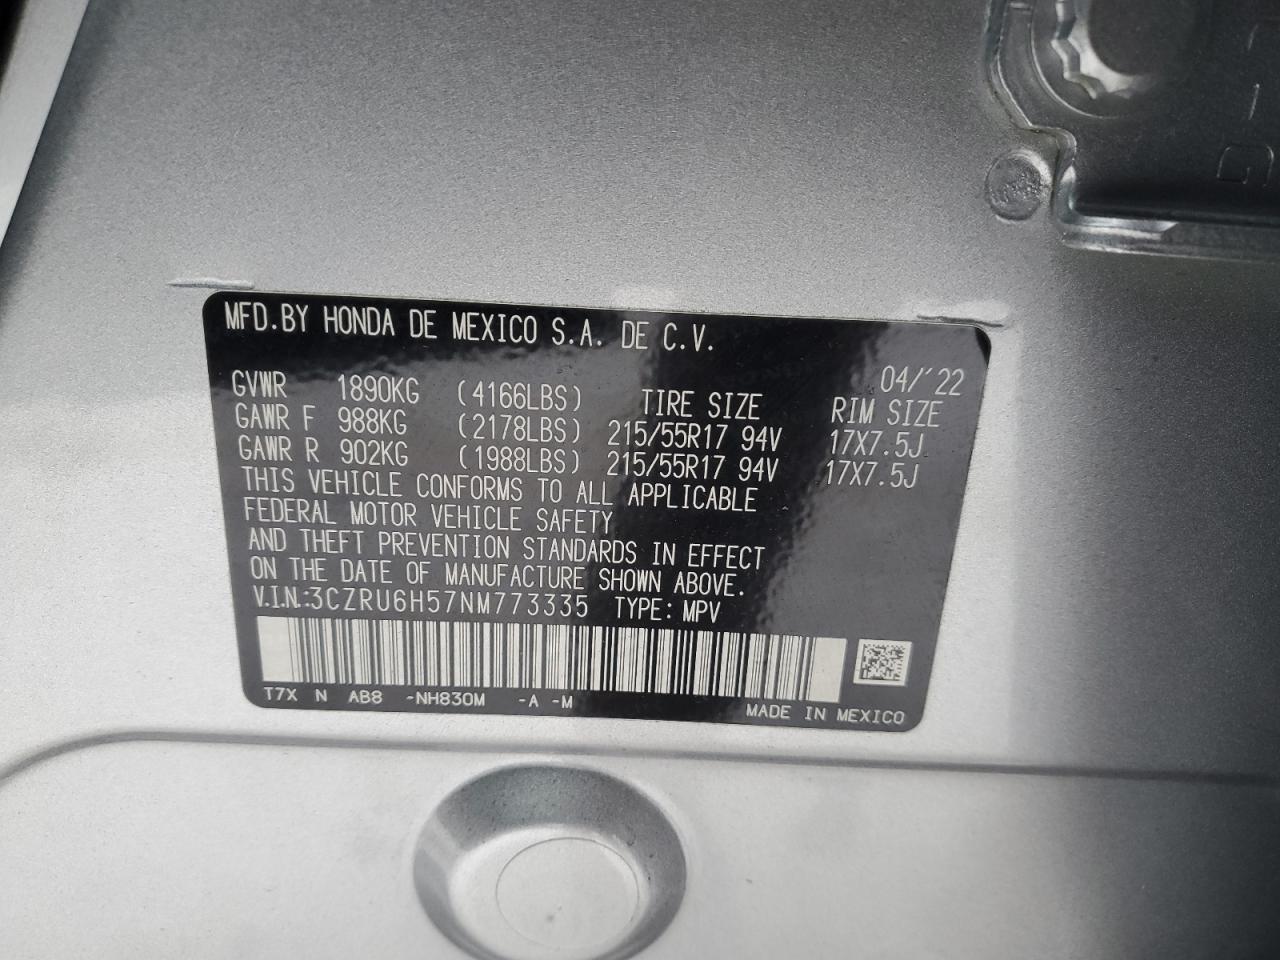 MFD.BY HONDA DE MEXICO S.A. DE C.V.
04/'22
GVWR 1890KG (4166LBS) TIRE SIZE RIM SIZE
GAWR F 988KG (2178LBS) 215/55R17 94V 17X7.5J
GAWR R 902KG (1988LBS) 215/55R17 94V 17X7.5J
THIS VEHICLE CONFORMS TO ALL APPLICABLE
FEDERAL MOTOR VEHICLE SAFETY
AND THEFT PREVENTION STANDARDS IN EFFECT
ON THE DATE OF MANUFACTURE SHOWN ABOVE.
V.I.N.:3CZRU6H57NM773335 TYPE: MPV
T7X N AB8 -NH830M -A -M
MADE IN MEXICO